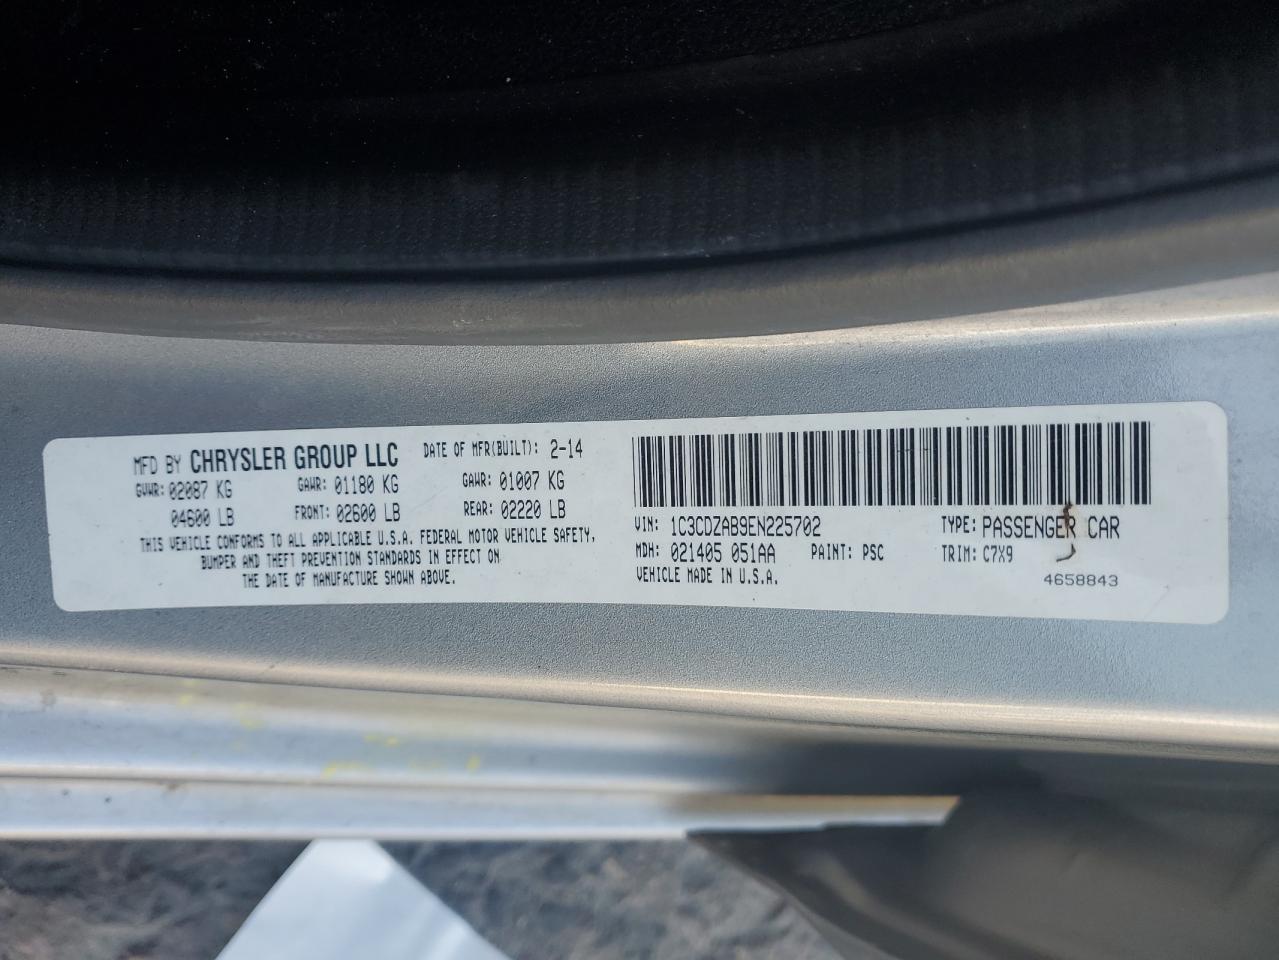 MFD BY CHRYSLER GROUP LLC DATE OF MFR(BUILT): 2-14
GVWR: 02087 KG GAWR: 01180 KG GAWR: 01007 KG
04600 LB FRONT: 02600 LB REAR: 02220 LB
THIS VEHICLE CONFORMS TO ALL APPLICABLE U.S.A. FEDERAL MOTOR VEHICLE SAFETY,
BUMPER AND THEFT PREVENTION STANDARDS IN EFFECT ON
THE DATE OF MANUFACTURE SHOWN ABOVE.
VIN: 1C3CDZAB9EN225702 TYPE: PASSENGER CAR
MDH: 021405 051AA PAINT: PSC TRIM: C7X9
VEHICLE MADE IN U.S.A. 4658843